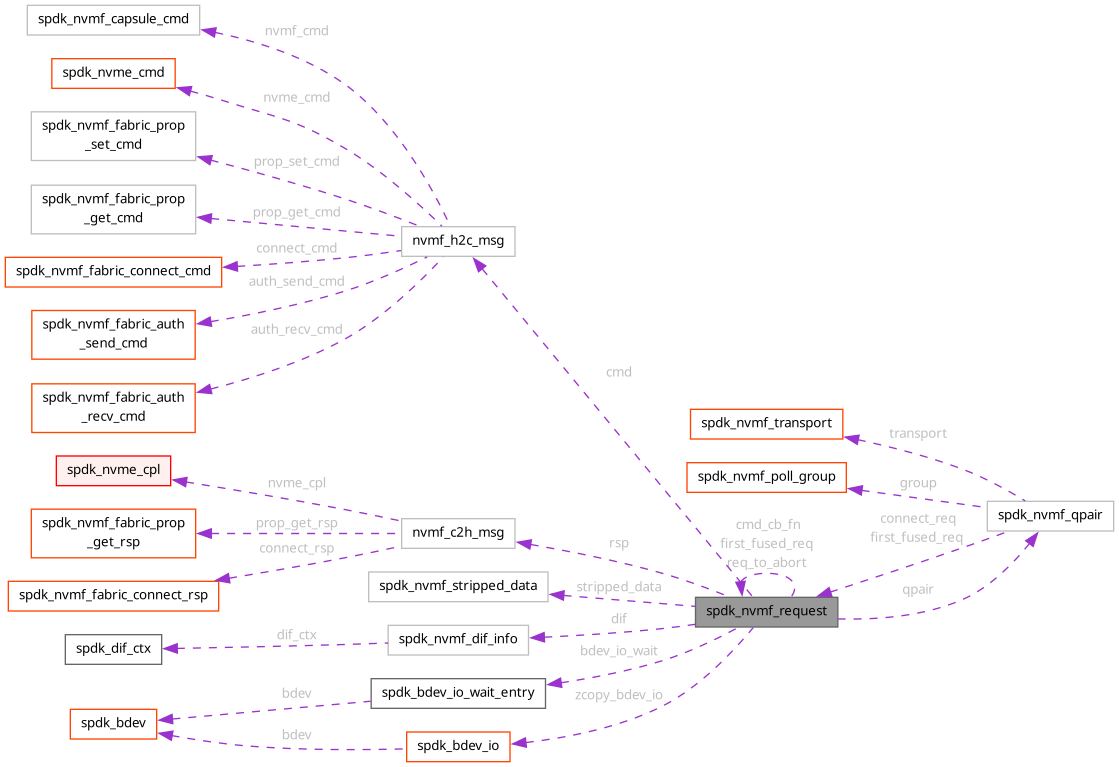 spdk_nvmf_capsule_cmd
nvmf_cmd
spdk_nvme_cmd
nvme_cmd
spdk_nvmf_fabric_prop
_set_cmd
prop_set_cmd
spdk_nvmf_fabric_prop
_get_cmd
prop_get_cmd
nvmf_h2c_msg
connect_cmd
spdk_nvmf_fabric_connect_cmd
auth_send_cmd
spdk_nvmf_fabric_auth
_send_cmd
auth_recv_cmd
spdk_nvmf_fabric_auth
_recv_cmd
cmd
spdk_nvmf_transport
transport
spdk_nvme_cpl
nvme_cpl
spdk_nvmf_poll_group
group
spdk_nvmf_qpair
spdk_nvmf_fabric_prop
_get_rsp
prop_get_rsp
connect_rsp
nvmf_c2h_msg
rsp
cmd_cb_fn
first_fused_req
req_to_abort
connect_req
first_fused_req
spdk_nvmf_fabric_connect_rsp
spdk_nvmf_stripped_data
stripped_data
spdk_nvmf_request
qpair
spdk_dif_ctx
dif_ctx
spdk_nvmf_dif_info
dif
bdev_io_wait
spdk_bdev_io_wait_entry
zcopy_bdev_io
bdev
spdk_bdev
bdev
spdk_bdev_io